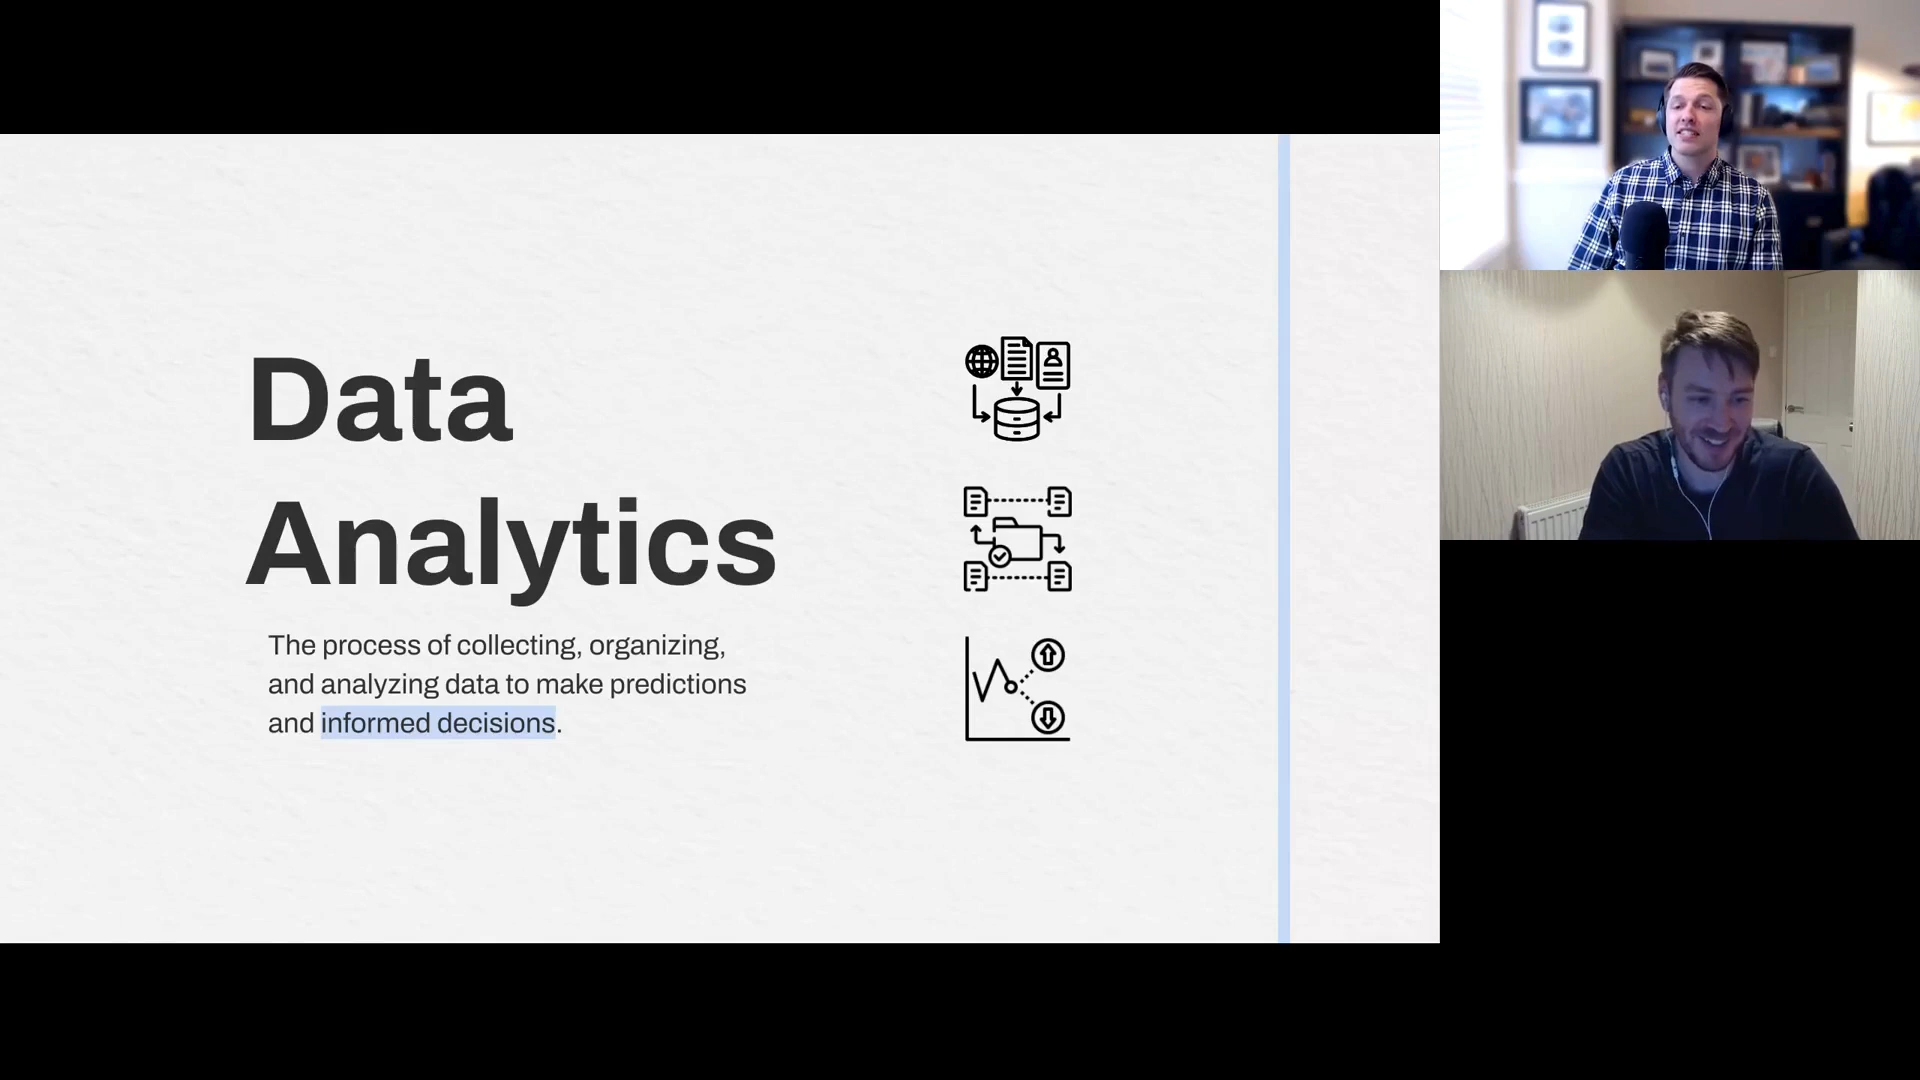 Data
Analytics
The process of collecting, organizing,
and analyzing data to make predictions
and informed decisions.